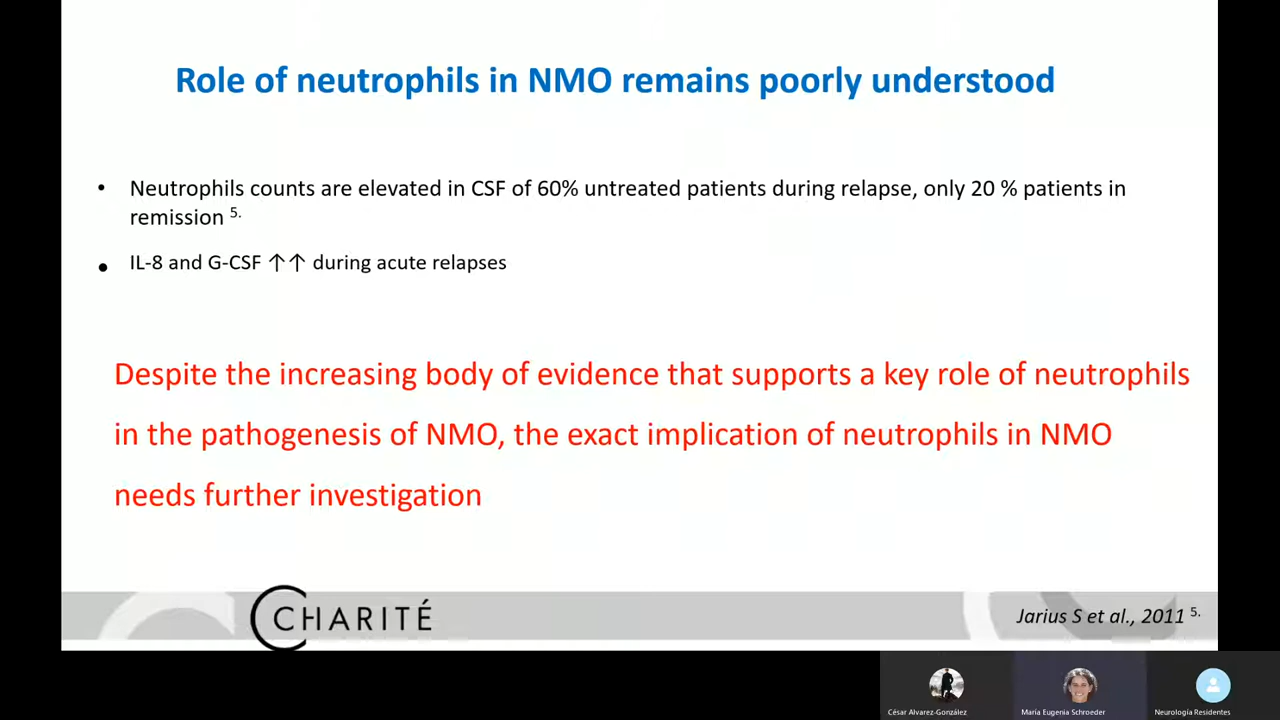 Role of neutrophils in NMO remains poorly understood
• Neutrophils counts are elevated in CSF of 60% untreated patients during relapse, only 20 % patients in
remission 5.
• IL-8 and G-CSF ↑↑ during acute relapses
Despite the increasing body of evidence that supports a key role of neutrophils
in the pathogenesis of NMO, the exact implication of neutrophils in NMO
needs further investigation
CHARITÉ
Jarius S et al., 2011 5.
César Alvarez-González
María Eugenia Schroeder
Neurología Residentes